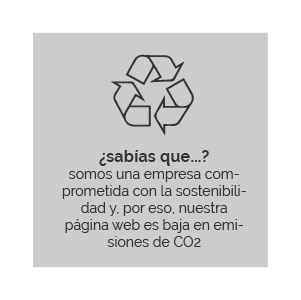 ¿sabías que...?
somos una empresa com-
prometida con la sostenibili-
dad y, por eso, nuestra
página web es baja en emi-
siones de CO2